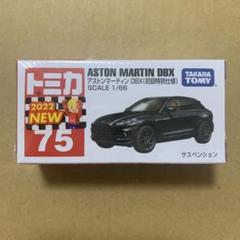 トミカ
2022
NEW
75
ASTON MARTIN DBX
アストンマーティン DBX(初回特別仕様)
SCALE 1/66
TAKARA
TOMY
サスペンション